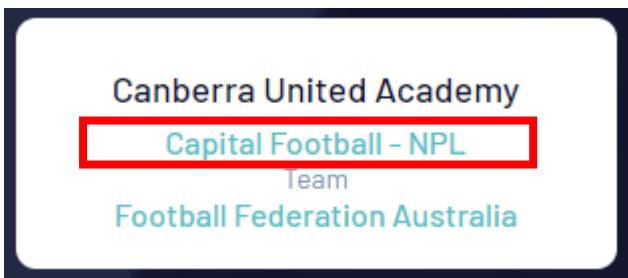 Canberra United Academy
Capital Football - NPL
Team
Football Federation Australia